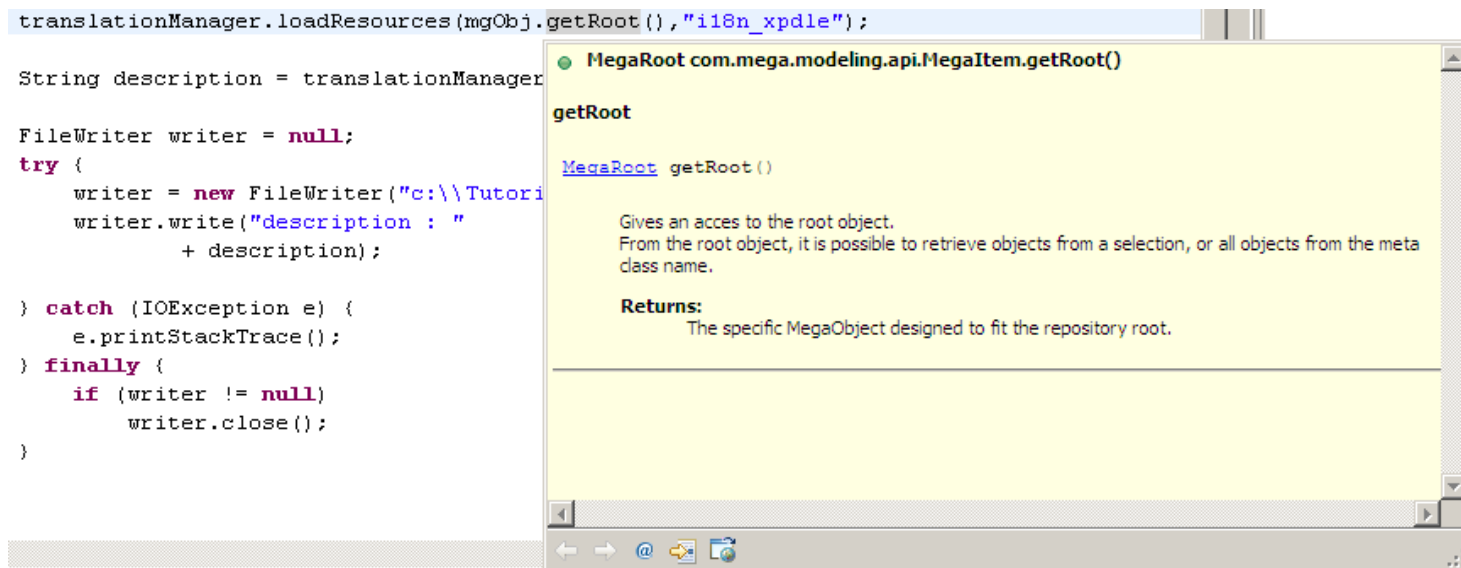 translationManager.loadResources(mgObj.getRoot(),"i18n_xpdle");
String description = translationManager
FileWriter writer = null;
try {
writer = new FileWriter("c:\\Tutori
writer.write("description : "
+ description);
} catch (IOException e) {
e.printStackTrace();
} finally {
if (writer != null)
writer.close();
}
MegaRoot com.mega.modeling.api.MegaItem.getRoot()
getRoot
MegaRoot getRoot()
Gives an acces to the root object.
From the root object, it is possible to retrieve objects from a selection, or all objects from the meta
class name.
Returns:
The specific MegaObject designed to fit the repository root.
@